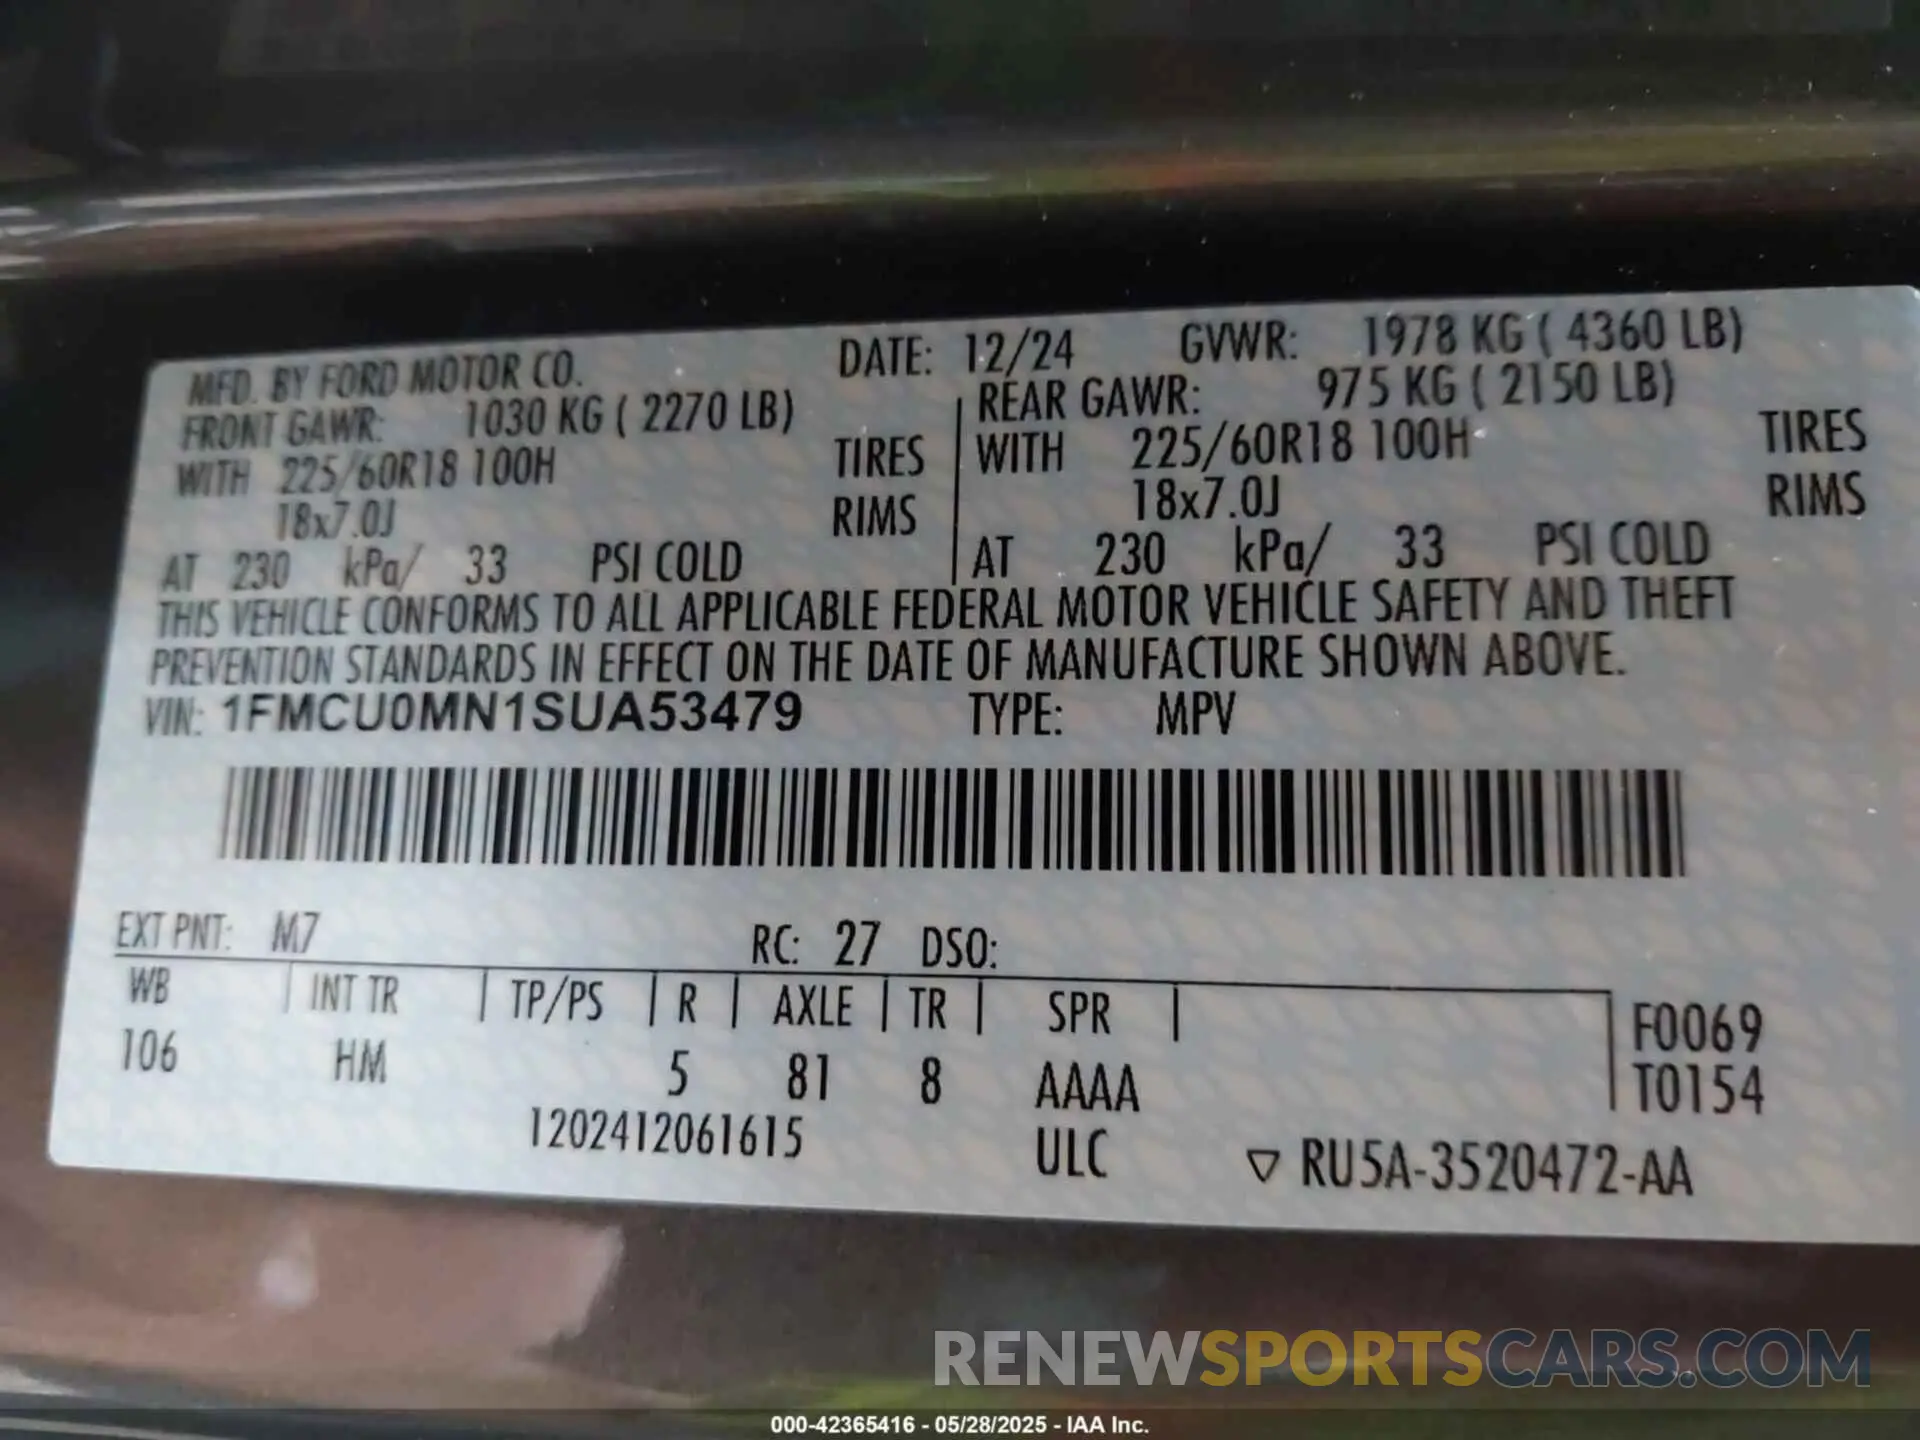 MFD. BY FORD MOTOR CO. DATE: 12/24 GVWR: 1978 KG ( 4360 LB)
FRONT GAWR: 1030 KG ( 2270 LB) REAR GAWR: 975 KG ( 2150 LB)
WITH 225/60R18 100H TIRES WITH 225/60R18 100H TIRES
18x7.0J RIMS 18x7.0J RIMS
AT 230 kPa/ 33 PSI COLD AT 230 kPa/ 33 PSI COLD
THIS VEHICLE CONFORMS TO ALL APPLICABLE FEDERAL MOTOR VEHICLE SAFETY AND THEFT
PREVENTION STANDARDS IN EFFECT ON THE DATE OF MANUFACTURE SHOWN ABOVE.
VIN: 1FMCU0MN1SUA53479 TYPE: MPV
EXT PNT: M7 RC: 27 DSO:
WB INT TR TP/PS R AXLE TR SPR F0069
106 HM 5 81 8 AAAA T0154
1202412061615 ULC ▽ RU5A-3520472-AA
RENEWSPORTSCARS.COM
000-42365416 - 05/28/2025 - IAA Inc.